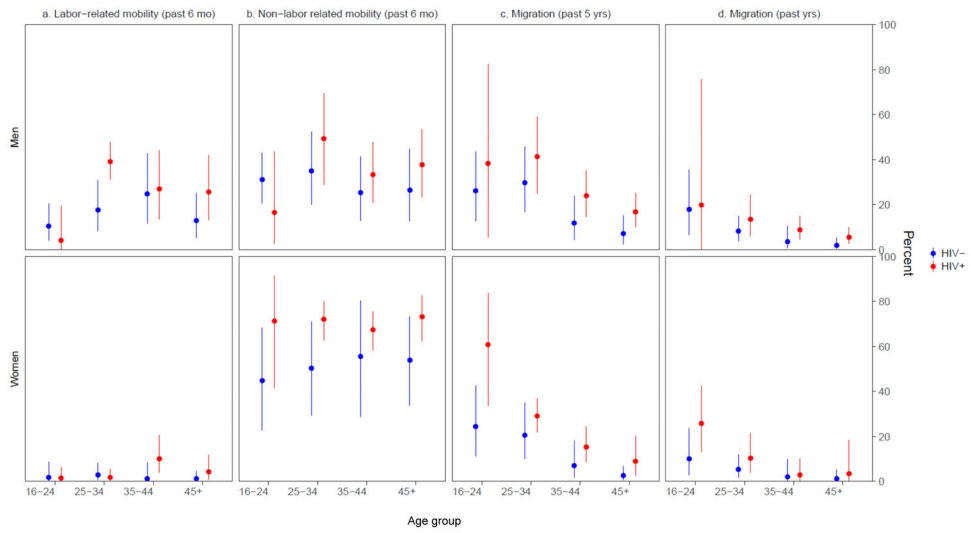 a. Labor-related mobility (past 6 mo)
b. Non-labor related mobility (past 6 mo)
c. Migration (past 5 yrs)
d. Migration (past yrs)
100
80
60
40
20
0
Men
Percent
HIV-
HIV+
100
80
60
40
20
0
Women
16-24 25-34 35-44 45+
16-24 25-34 35-44 45+
16-24 25-34 35-44 45+
16-24 25-34 35-44 45+
Age group